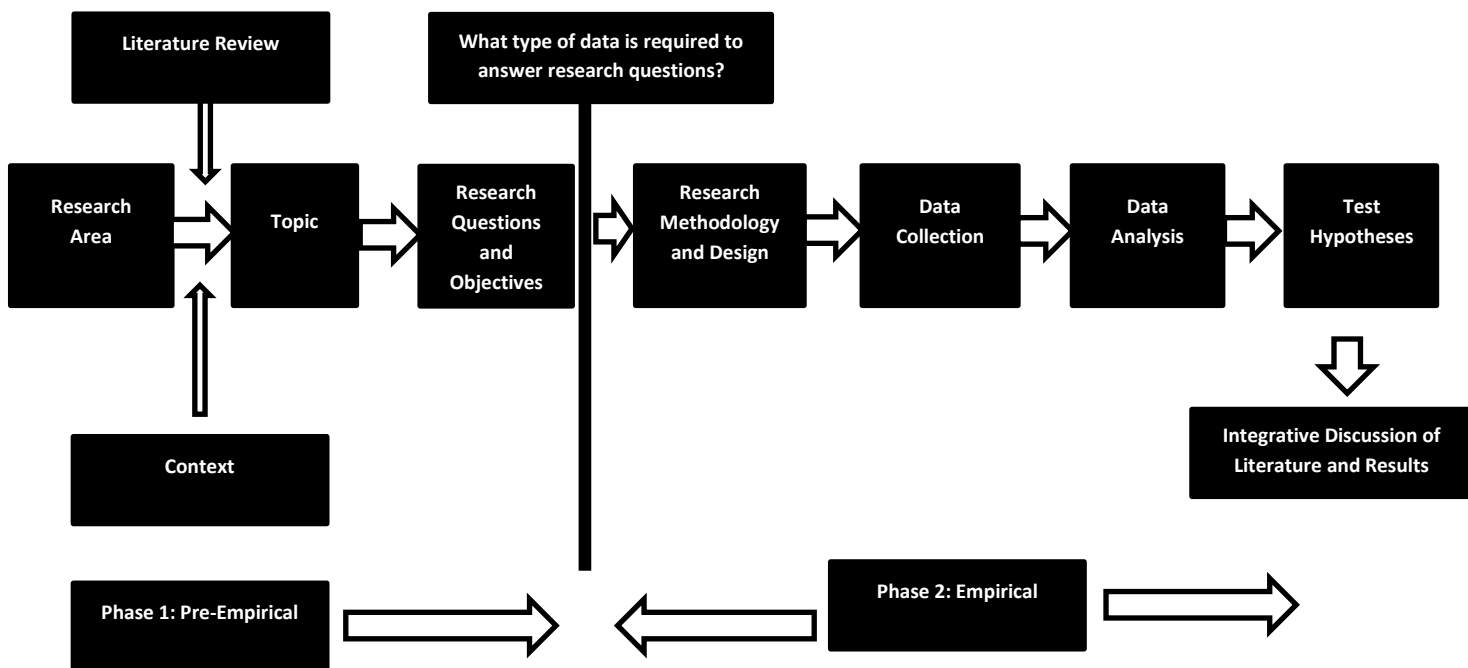 Literature Review
What type of data is required to
answer research questions?
Research
Area
Topic
Research
Questions
and
Objectives
Research
Methodology
and Design
Data
Collection
Data
Analysis
Test
Hypotheses
Context
Integrative Discussion of
Literature and Results
Phase 1: Pre-Empirical
Phase 2: Empirical